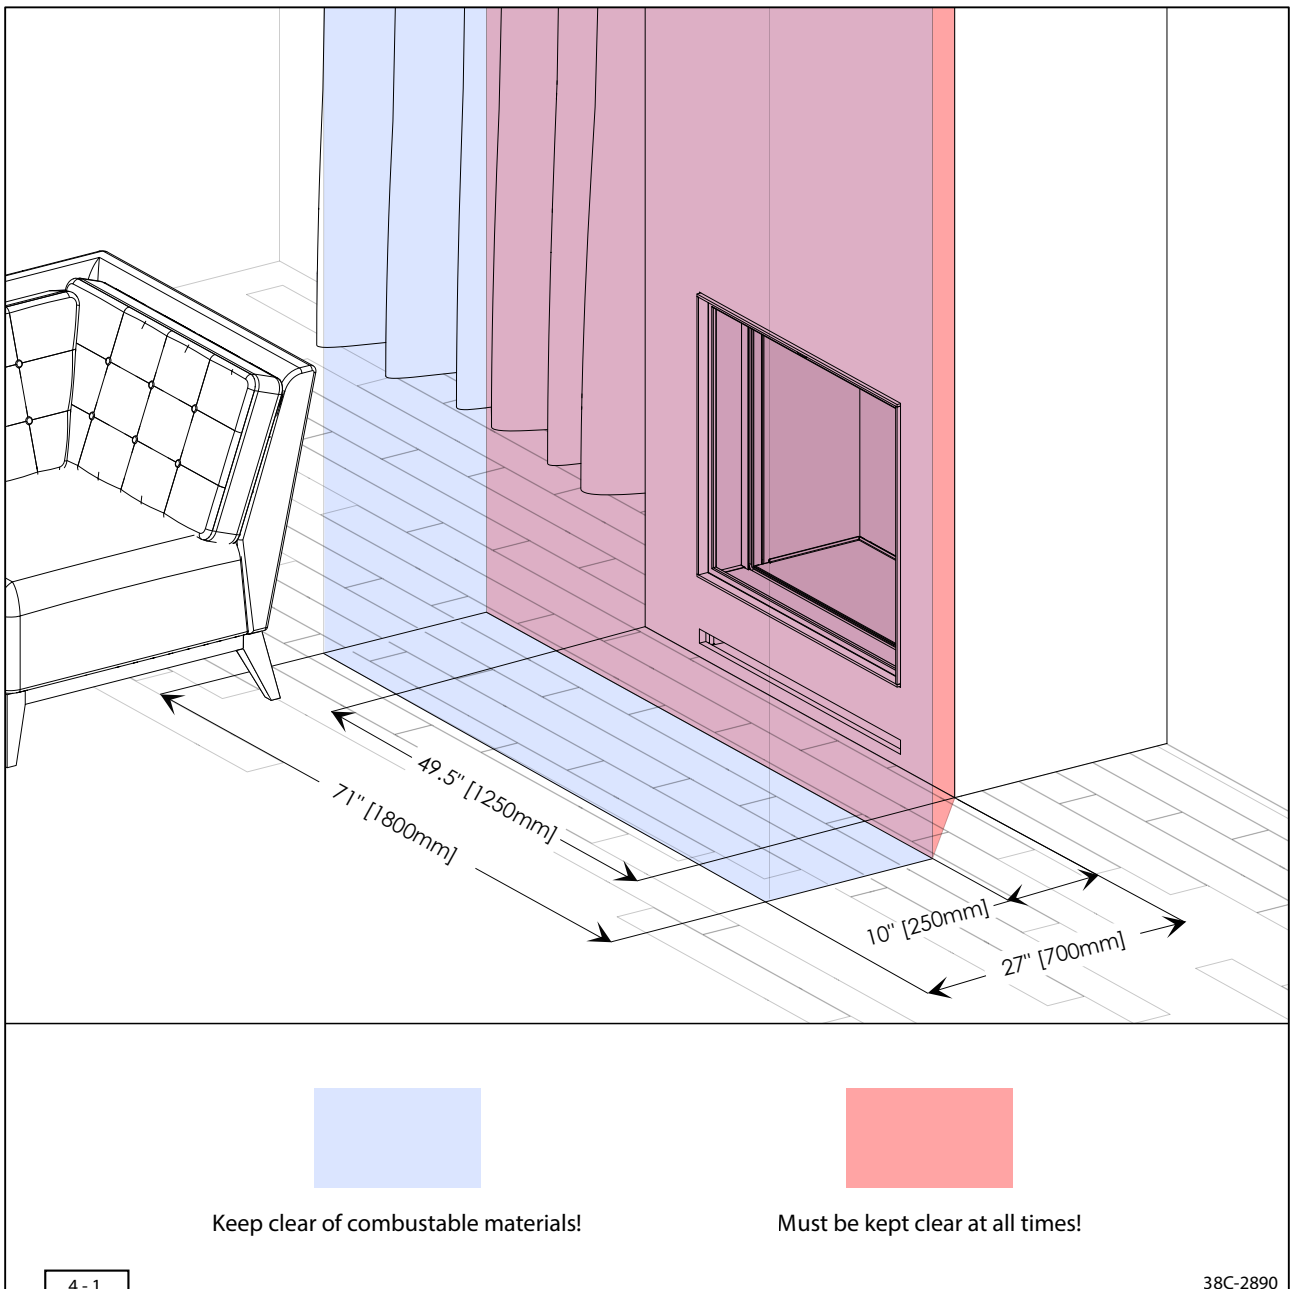 49.5" [1250mm]
71" [1800mm]
10" [250mm]
27" [700mm]
Keep clear of combustable materials!
Must be kept clear at all times!
4 - 1
38C-2890